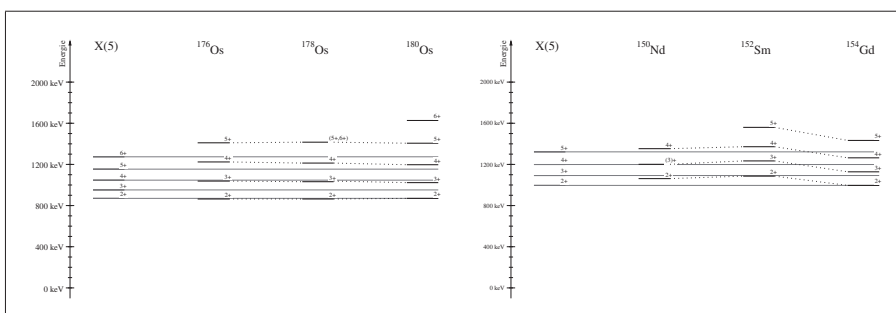 Energie
X(5)
176Os
178Os
180Os
2000 keV
1600 keV
1200 keV
800 keV
400 keV
0 keV
6+
5+
4+
3+
2+
5+
4+
3+
2+
(5+,6+)
4+
3+
2+
6+
5+
4+
3+
2+
Energie
X(5)
150Nd
152Sm
154Gd
2000 keV
1600 keV
1200 keV
800 keV
400 keV
0 keV
5+
4+
3+
2+
4+
(3)+
2+
5+
4+
3+
2+
5+
4+
3+
2+